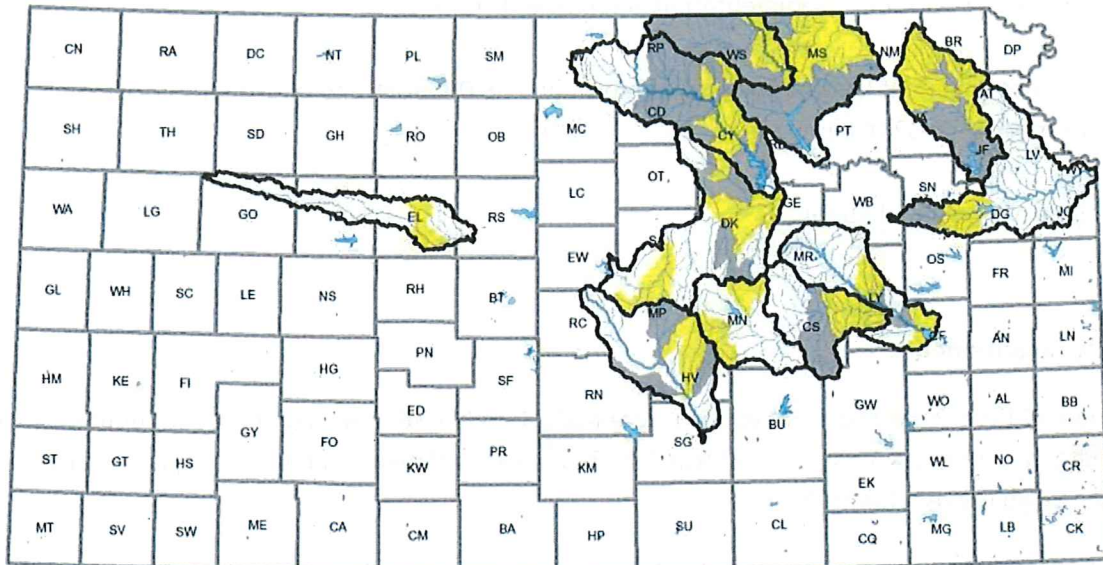 CN RA DC NT PL SM RP WS MS NM BR DP
SH TH SD GH RO OB MC CD CY PT JF LV
WA LG GO EL RS LC OT DK GE WB SN DG JO
GL WH SC LE NS RH BT EW MR LY OS FR MI
HM KE FI HG PN SF RC MP MN CS AN LN
GY FO ED RN HV SG BU GW WO AL BB
ST GT HS KW PR KM EK WL NO CR
MT SV SW ME CA CM BA HP SU CL CQ MG LB CK